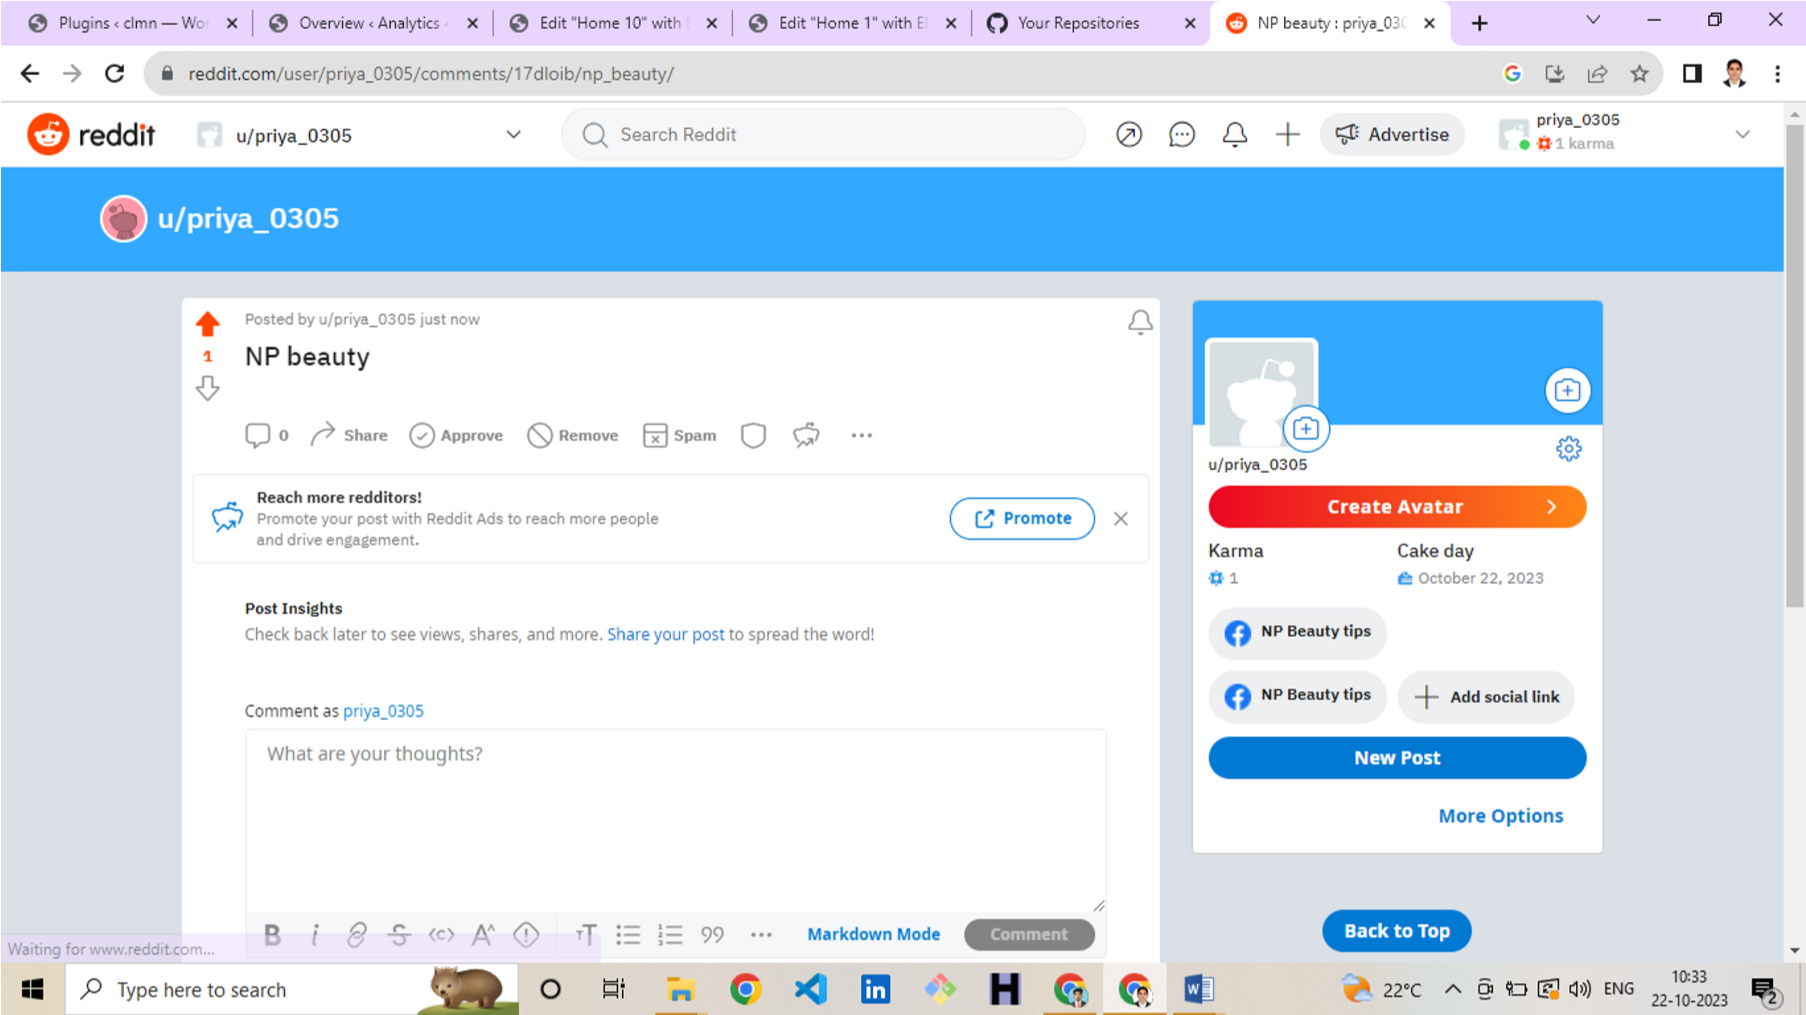 Plugins ‹ clmn — Wor
Overview ‹ Analytics ‹
Edit "Home 10" with E
Edit "Home 1" with El
Your Repositories
NP beauty : priya_030
reddit.com/user/priya_0305/comments/17dloib/np_beauty/
reddit
u/priya_0305
Search Reddit
Advertise
priya_0305
1 karma
u/priya_0305
Posted by u/priya_0305 just now
1
NP beauty
0
Share
Approve
Remove
Spam
Reach more redditors!
Promote your post with Reddit Ads to reach more people
and drive engagement.
Promote
Post Insights
Check back later to see views, shares, and more. Share your post to spread the word!
Comment as priya_0305
What are your thoughts?
Markdown Mode
Comment
u/priya_0305
Create Avatar
Karma
Cake day
1
October 22, 2023
NP Beauty tips
NP Beauty tips
Add social link
New Post
More Options
Back to Top
Waiting for www.reddit.com...
Type here to search
22°C
ENG
10:33
22-10-2023
2